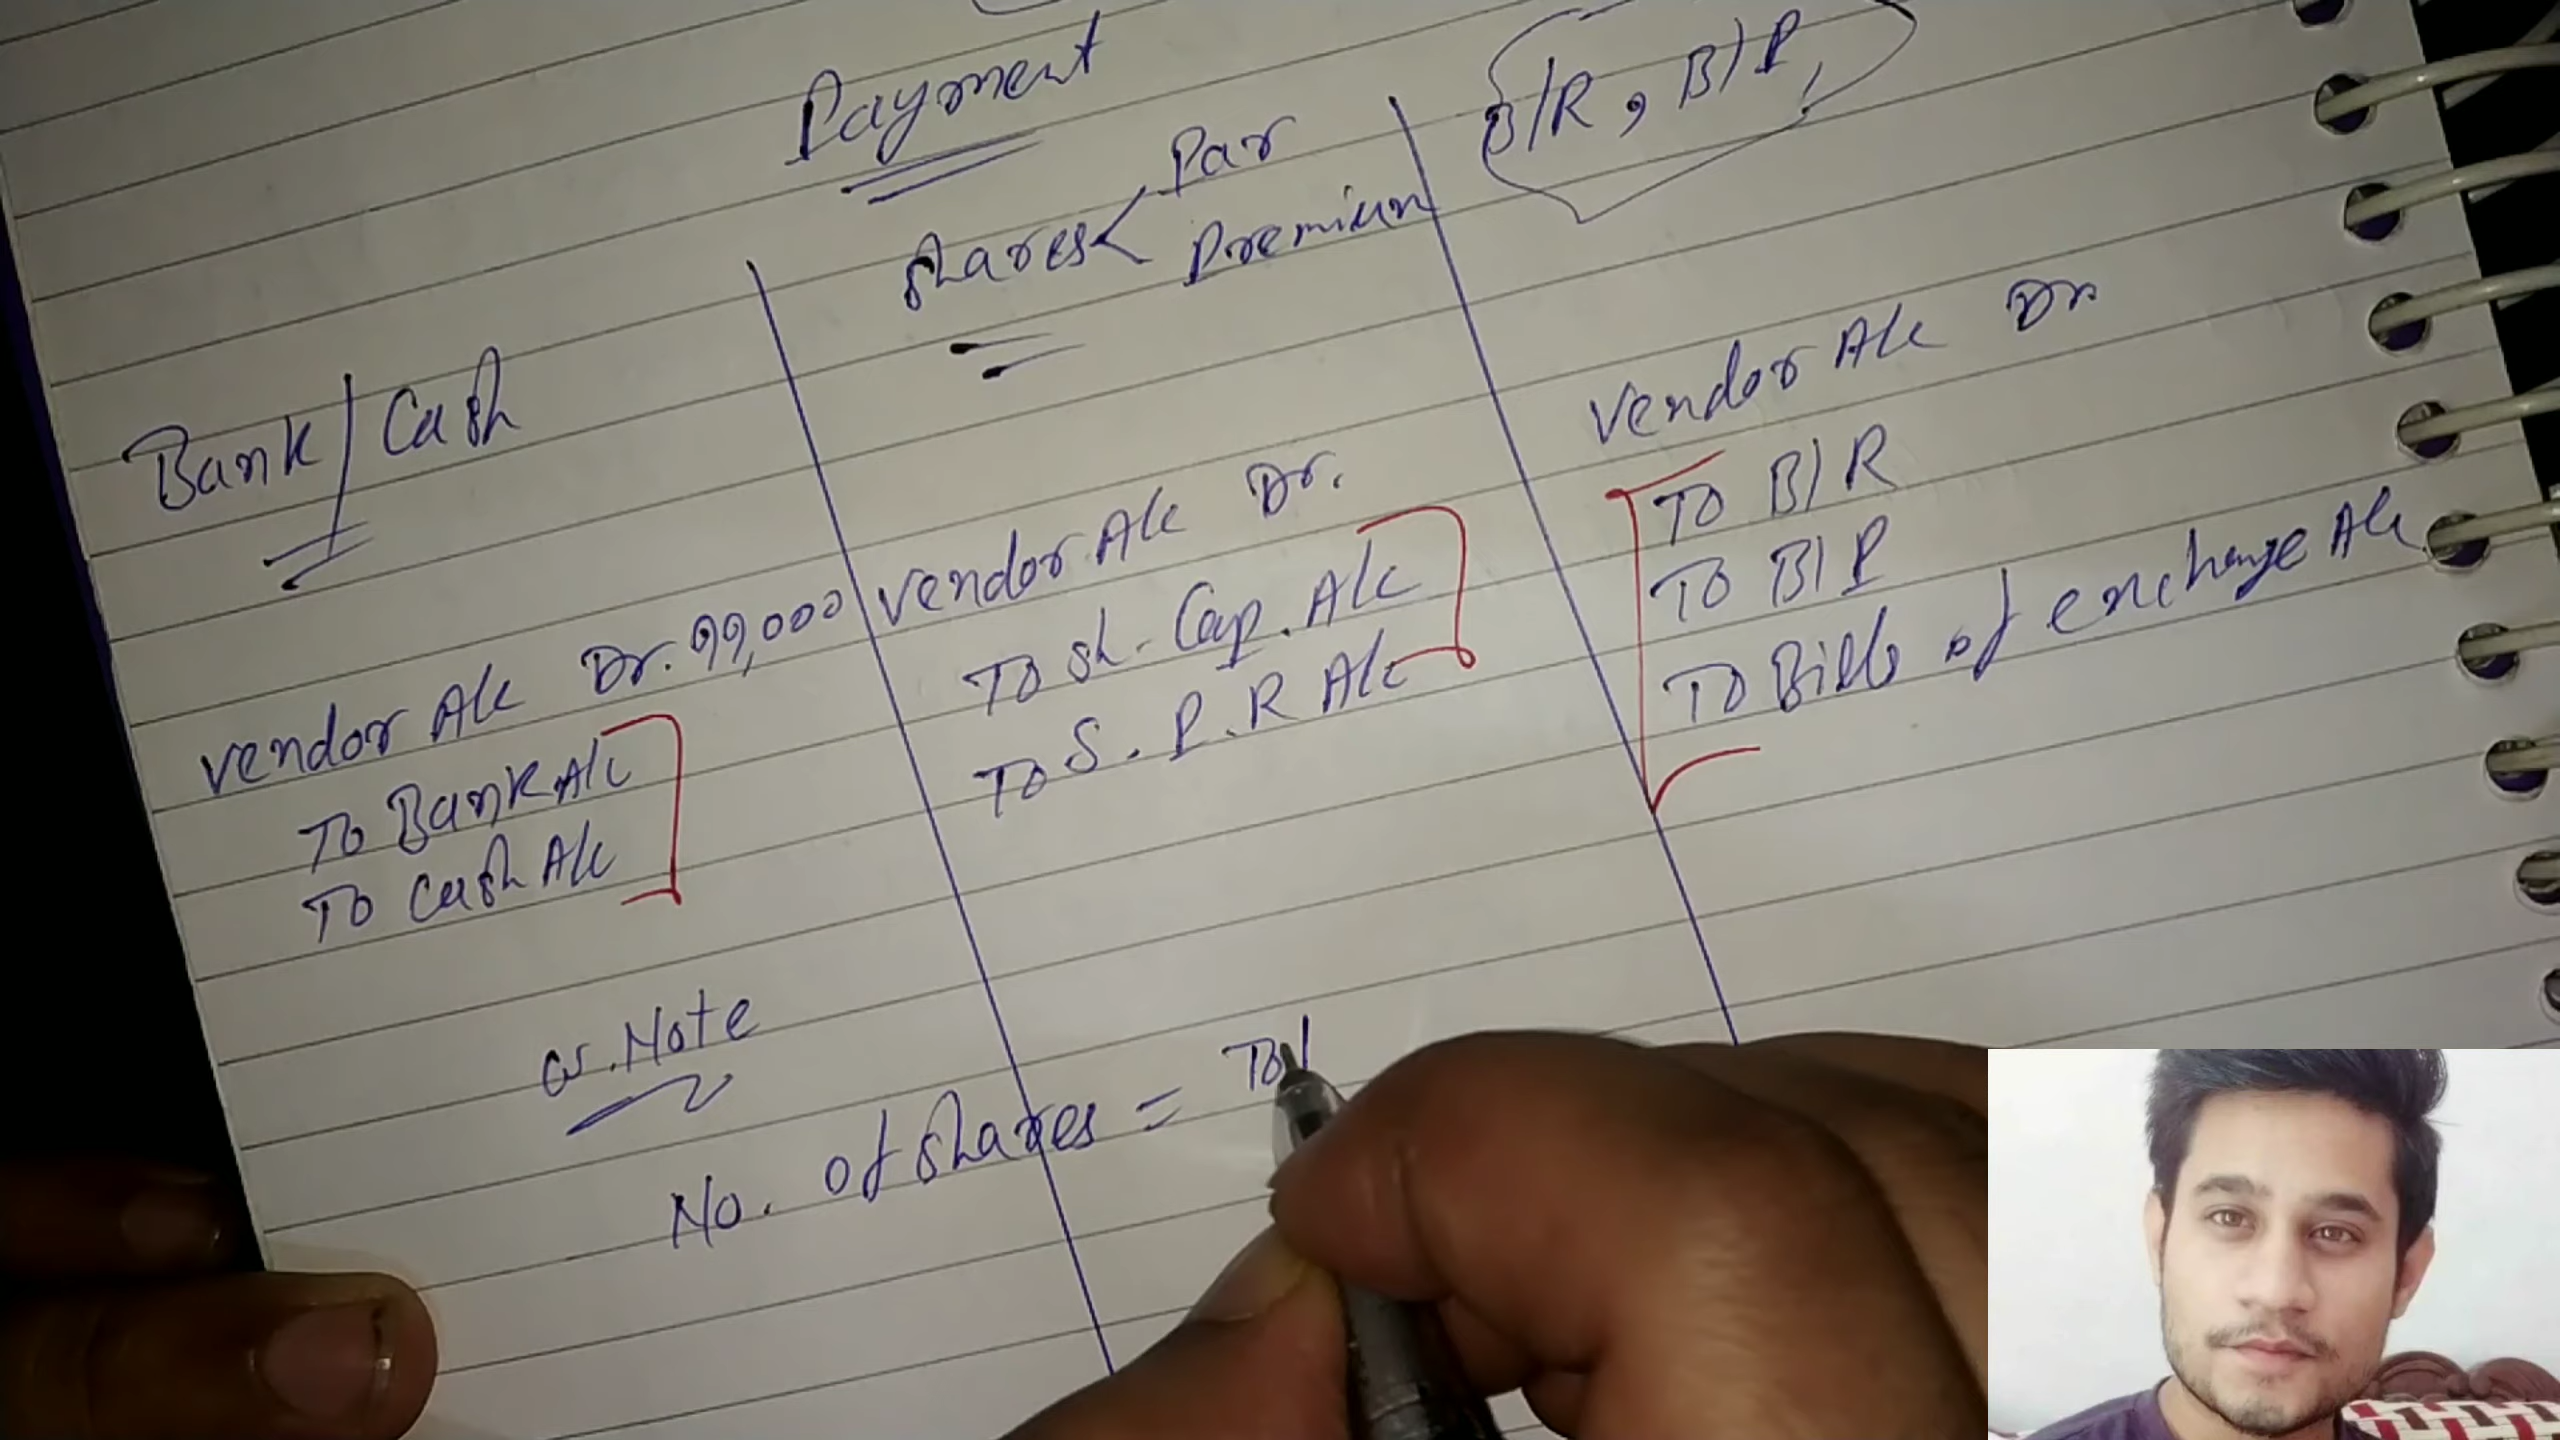 Payment
B/R, B/P,
Shares < Par
Premium
Bank/Cash
Vendor A/c Dr. 99,000
To Bank A/c
To Cash A/c
Vendor A/c Dr.
To Sh. Cap. A/c
To S.P.R A/c
Vendor A/c Dr
To B/R
To B/P
To Bills of exchange A/c
w.Note
No. of shares =